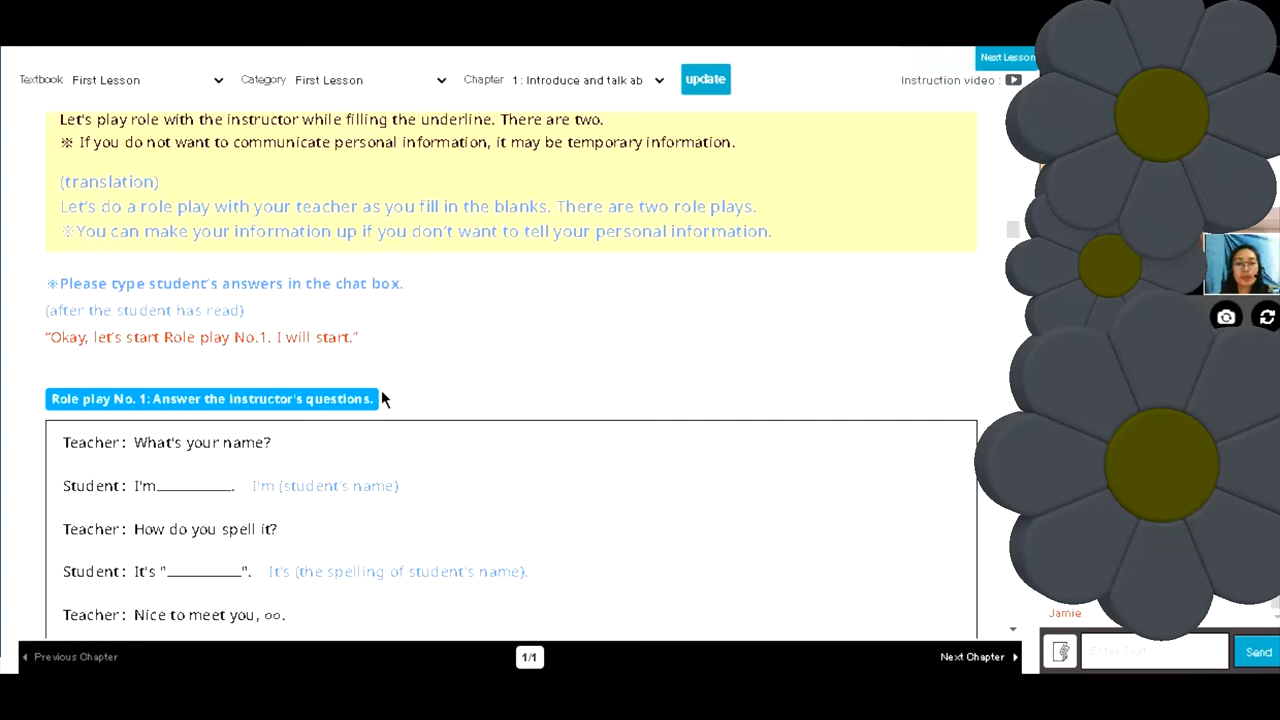 Next Lesson
Textbook First Lesson Category First Lesson Chapter 1: Introduce and talk ab update Instruction video :
Let's play role with the instructor while filling the underline. There are two.
※ If you do not want to communicate personal information, it may be temporary information.
(translation)
Let's do a role play with your teacher as you fill in the blanks. There are two role plays.
※You can make your information up if you don't want to tell your personal information.
※Please type student's answers in the chat box.
(after the student has read)
"Okay, let's start Role play No.1. I will start."
Role play No. 1: Answer the instructor's questions.
Teacher : What's your name?
Student : I'm__________. I'm (student's name)
Teacher : How do you spell it?
Student : It's "__________". It's (the spelling of student's name).
Teacher : Nice to meet you, oo.
Jamie
Previous Chapter 1/1 Next Chapter
Enter Text Send